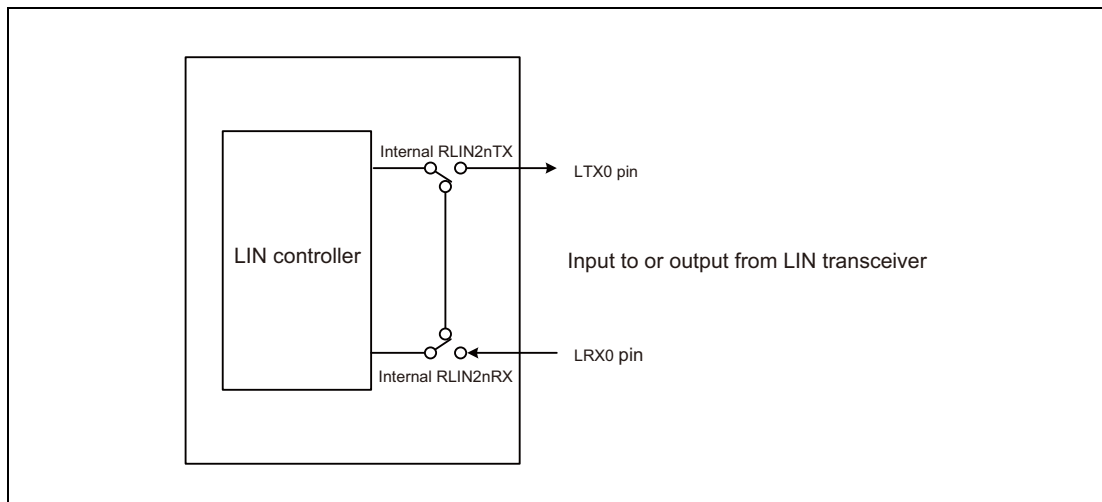 Internal RLIN2nTX
LTX0 pin
LIN controller
Input to or output from LIN transceiver
LRX0 pin
Internal RLIN2nRX